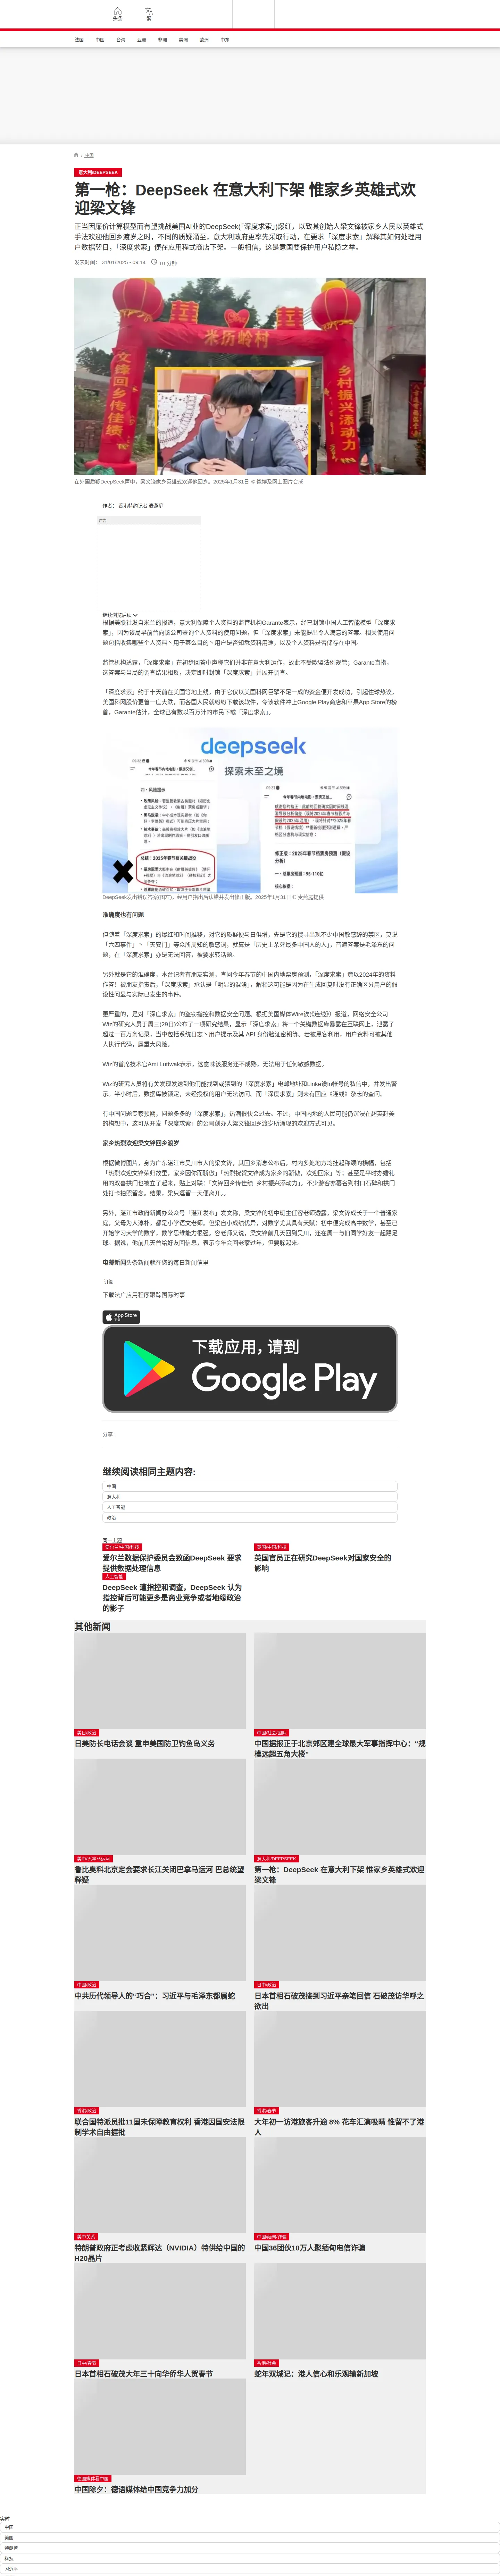 头条
繁
法国
中国
台海
亚洲
非洲
美洲
欧洲
中东
/ 中国
意大利/DEEPSEEK
第一枪：DeepSeek 在意大利下架 惟家乡英雄式欢
迎梁文锋
正当因廉价计算模型而有望挑战美国AI业的DeepSeek(「深度求索」)爆红，以致其创始人梁文锋被家乡人民以英雄式
手法欢迎他回乡渡岁之时，不同的质疑涌至，意大利政府更率先采取行动，在要求「深度求索」解释其如何处理用
户数据翌日，「深度求索」便在应用程式商店下架。一般相信，这是意国要保护用户私隐之举。
发表时间： 31/01/2025 - 09:14
10 分钟
米历岭村
乡村振兴添动力
在外国质疑DeepSeek声中，梁文锋家乡英雄式欢迎他回乡。2025年1月31日 © 微博及网上图片合成
作者： 香港特约记者 麦燕庭
广告
继续浏览后续
根据美联社发自米兰的报道，意大利保障个人资料的监管机构Garante表示，经已封锁中国人工智能模型「深度求
索」，因为该局早前曾向该公司查询个人资料的使用问题，但「深度求索」未能提出令人满意的答案。相关使用问
题包括收集哪些个人资料丶用于甚么目的丶用户是否知悉资料用途，以及个人资料是否储存在中国。
监管机构透露，「深度求索」在初步回答中声称它们并非在意大利运作，故此不受欧盟法例规管；Garante直指，
这答案与当局的调查结果相反，决定即时封锁「深度求索」并展开调查。
「深度求索」约于十天前在美国等地上线，由于它仅以美国科网巨擘不足一成的资金便开发成功，引起住球热议，
美国科网股价更曾一度大跌，而各国人民就纷纷下载该软件，令该软件冲上Google Play商店和苹果App Store的榜
首，Garante估计，全球已有数以百万计的市民下载「深度求索」。
deepseek
探索未至之境
DeepSeek发出错误答案(图左)，经用户指出后认错并发出修正版。2025年1月31日 © 麦燕庭提供
准确度也有问题
但随着「深度求索」的爆红和时间推移，对它的质疑便与日俱增，先是它的搜寻出现不少中国敏感辞的禁区，莫说
「六四事件」丶「天安门」等众所周知的敏感词，就算是「历史上杀死最多中国人的人」，普遍答案是毛泽东的问
题，在「深度求索」亦是无法回答，被要求转话题。
另外就是它的准确度，本台记者有朋友实测，查问今年春节的中国内地票房预测，「深度求索」竟以2024年的资料
作答！被朋友指责后，「深度求索」承认是「明显的混淆」，解释这可能是因为在生成回复时没有正确区分用户的假
设性问显与实际已发生的事件。
更严重的，是对「深度求索」的盗窃指控和数据安全问题。根据美国媒体Wire读(《连线》）报道，网络安全公司
Wiz的研究人员于周三(29日)公布了一项研究结果，显示「深度求索」将一个关键数据库暴露在互联网上，泄露了
超过一百万条记录，当中包括系统日志丶用户提示及其 API 身份验证密钥等。若被黑客利用，用户资料可被其他
人执行代码，属重大风险。
Wiz的首席技术官Ami Luttwak表示，这意味该服务还不成熟，无法用于任何敏感数据。
Wiz的研究人员将有关发现发送到他们能找到或猜到的「深度求索」电邮地址和Linke读In帐号的私信中，并发出警
示。半小时后，数据库被锁定，未经授权的用户无法访问。而「深度求索」则未有回应《连线》杂志的查问。
有中国问题专家预期，问题多多的「深度求索」，热潮很快会过去。不过，中国内地的人民可能仍沉浸在超英赶美
的构想中，这可从开发「深度求索」的公司创办人梁文锋回乡渡岁所涌现的欢迎方式可见。
家乡热烈欢迎梁文锋回乡渡岁
根据微博图片，身为广东湛江市吴川市人的梁文锋，其回乡消息公布后，村内多处地方均挂起称颂的横幅，包括
「热烈欢迎文锋荣归故里，家乡因你而骄傲」「热烈祝贺文锋成为家乡的骄傲，欢迎回家」等；甚至是平时办婚礼
用的双喜拱门也被立了起来，贴上对联:「文锋回乡传佳绩 乡村振兴添动力」。不少游客亦慕名到村口石碑和拱门
处打卡拍照留念。结果，梁只逗留一天便离开。。
另外，湛江市政府新闻办公众号「湛江发布」发文称，梁文锋的初中班主任容老师透露，梁文锋成长于一个普通家
庭，父母为人淳朴，都是小学语文老师。但梁自小成绩优异，对数学尤其具有天赋：初中便完成高中数学，甚至已
开始学习大学的数学，数学思维能力很强。容老师又说，梁文锋前几天回到吴川，还在周一与旧同学好友一起踢足
球。据说，他前几天曾给好友回信息，表示今年会回老家过年，但要躲起来。
电邮新闻头条新闻就在您的每日新闻信里
订阅
下载法广应用程序跟踪国际时事
App Store
下载
下载应用，请到
Google Play
分享 :
继续阅读相同主题内容:
中国
意大利
人工智能
政治
同一主题
爱尔兰/中国/科技
爱尔兰数据保护委员会致函DeepSeek 要求
提供数据处理信息
英国/中国/科技
英国官员正在研究DeepSeek对国家安全的
影响
人工智能
DeepSeek 遭指控和调查，DeepSeek 认为
指控背后可能更多是商业竞争或者地缘政治
的影子
其他新闻
美日/政治
日美防长电话会谈 重申美国防卫钓鱼岛义务
中国/社会/国际
中国据报正于北京郊区建全球最大军事指挥中心：“规
模远超五角大楼”
美中/巴拿马运河
鲁比奥料北京定会要求长江关闭巴拿马运河 巴总统望
释疑
意大利/DEEPSEEK
第一枪：DeepSeek 在意大利下架 惟家乡英雄式欢迎
梁文锋
中国/政治
中共历代领导人的“巧合”：习近平与毛泽东都属蛇
日中/政治
日本首相石破茂接到习近平亲笔回信 石破茂访华呼之
欲出
香港/政治
联合国特派员批11国未保障教育权利 香港因国安法限
制学术自由捱批
香港/春节
大年初一访港旅客升逾 8% 花车汇演吸睛 惟留不了港
人
美中关系
特朗普政府正考虑收紧辉达（NVIDIA）特供给中国的
H20晶片
中国/缅甸/诈骗
中国36团伙10万人聚缅甸电信诈骗
日中/春节
日本首相石破茂大年三十向华侨华人贺春节
香港/社会
蛇年双城记：港人信心和乐观输新加坡
德国媒体看中国
中国除夕：德语媒体给中国竞争力加分
实时
中国
美国
特朗普
科技
习近平